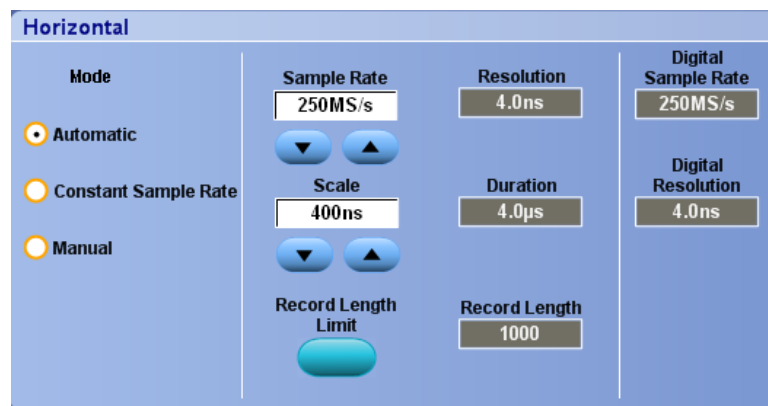 Horizontal
Mode
Automatic
Constant Sample Rate
Manual
Sample Rate
250MS/s
Scale
400ns
Record Length
Limit
Resolution
4.0ns
Duration
4.0µs
Record Length
1000
Digital
Sample Rate
250MS/s
Digital
Resolution
4.0ns